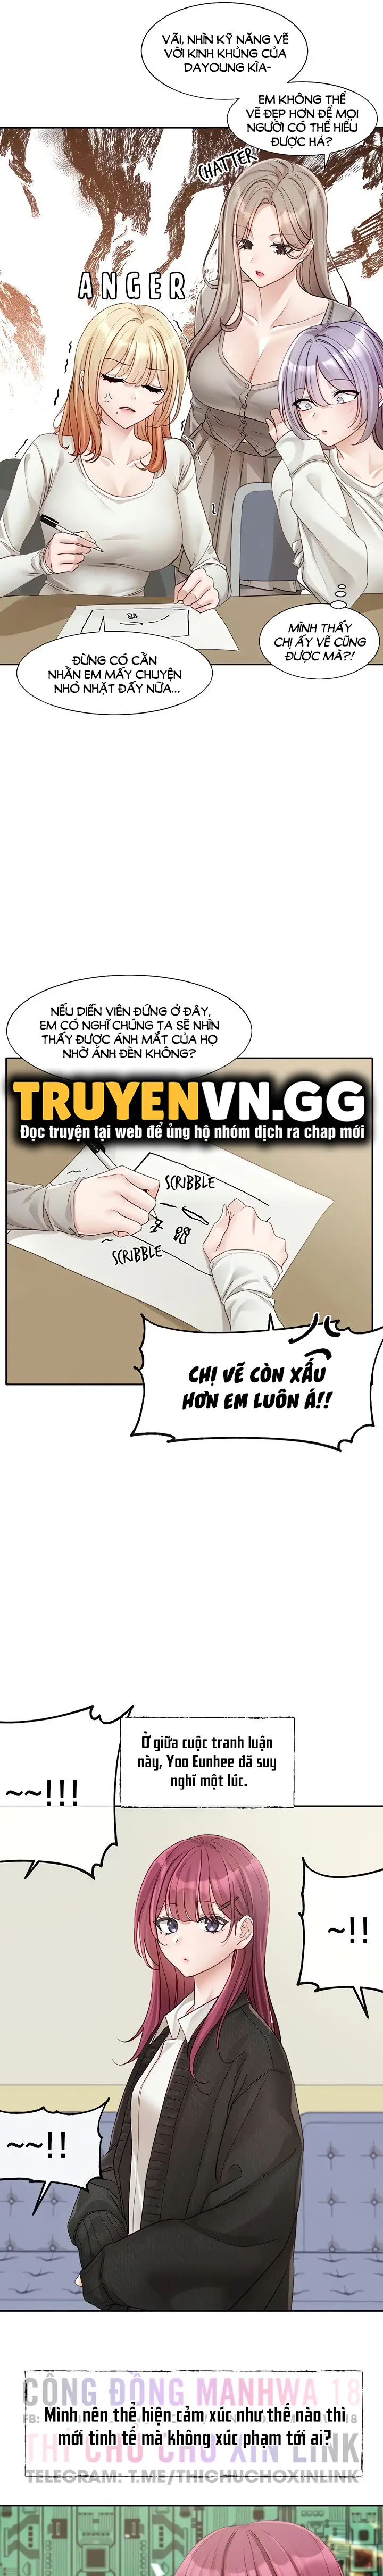 VÃI, NHÌN KỸ NĂNG VẼ
VỜI KINH KHỦNG CỦA
DAYOUNG KÌA-
EM KHÔNG THỂ
VẼ ĐẸP HƠN ĐỂ MỌI
NGƯỜI CÓ THỂ HIỂU
ĐƯỢC HẢ?
CHATTER
ANGER
MÌNH THẤY
CHỊ ẤY VẼ CŨNG
ĐƯỢC MÀ?!
ĐỪNG CÓ CẰN
NHẰN EM MẤY CHUYỆN
NHỎ NHẶT ĐẤY NỮA...
NẾU DIỄN VIÊN ĐỨNG Ở ĐÂY,
EM CÓ NGHĨ CHÚNG TA SẼ NHÌN
THẤY ĐƯỢC ÁNH MẮT CỦA HỌ
NHỜ ÁNH ĐÈN KHÔNG?
TRUYENVN.GG
Đọc truyện tại web để ủng hộ nhóm dịch ra chap mới
SCRIBBLE
SCRIBBLE
CHỊ VẼ CÒN XẤU
HƠN EM LUÔN Á!!
Ở giữa cuộc tranh luận
này, Yoo Eunhee đã suy
nghĩ một lúc.
~~!!!
~!!
~~!!
CỘNG ĐỒNG MANHWA 18
Mình nên thể hiện cảm xúc như thế nào thì
mới tinh tế mà không xúc phạm tới ai?
THÍ CHỦ CHO XIN LINK
TELEGRAM: T.ME/THICHUCHOXINLINK